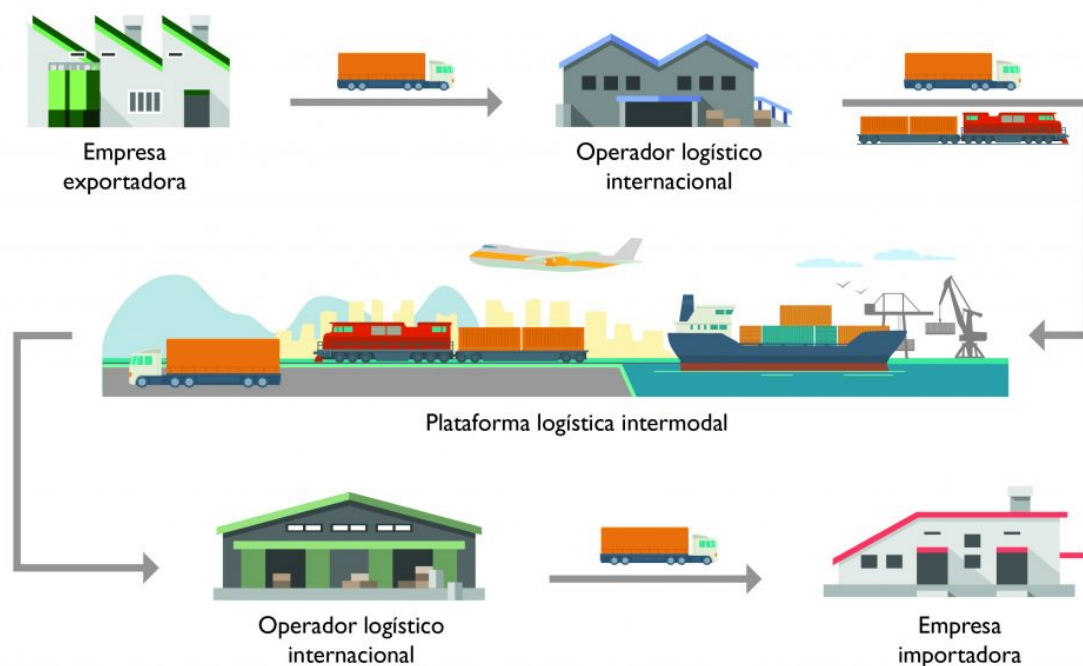 Empresa
exportadora
Operador logístico
internacional
Plataforma logística intermodal
Operador logístico
internacional
Empresa
importadora